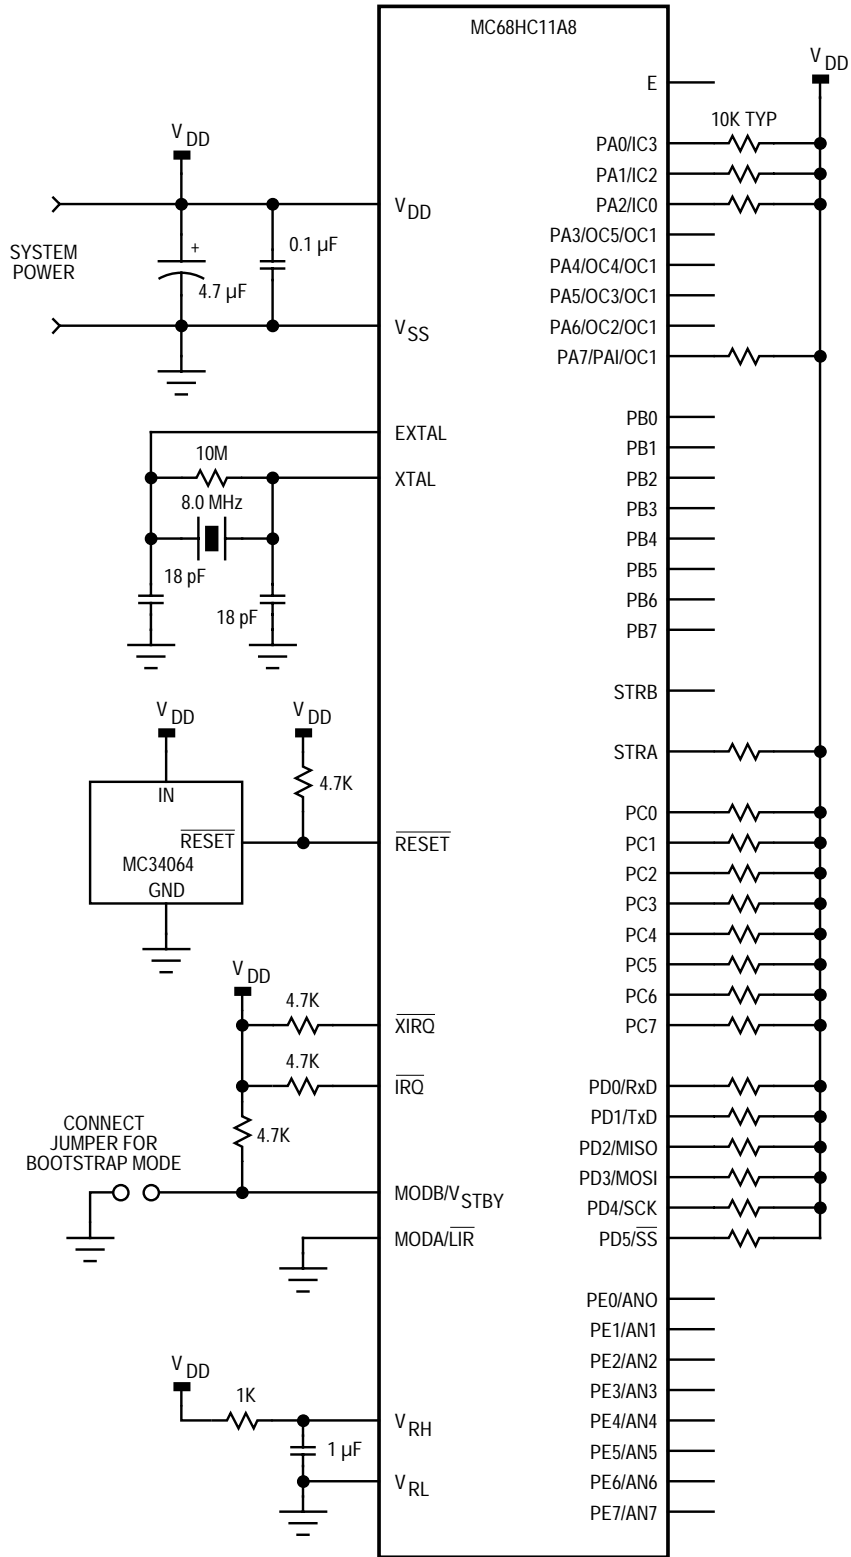 MC68HC11A8
V DD
E
10K TYP
PA0/IC3
PA1/IC2
PA2/IC0
PA3/OC5/OC1
PA4/OC4/OC1
PA5/OC3/OC1
PA6/OC2/OC1
PA7/PAI/OC1
PB0
PB1
PB2
PB3
PB4
PB5
PB6
PB7
STRB
STRA
PC0
PC1
PC2
PC3
PC4
PC5
PC6
PC7
PD0/RxD
PD1/TxD
PD2/MISO
PD3/MOSI
PD4/SCK
PD5/SS
PE0/ANO
PE1/AN1
PE2/AN2
PE3/AN3
PE4/AN4
PE5/AN5
PE6/AN6
PE7/AN7
V DD
SYSTEM
POWER
+
4.7 µF
0.1 µF
V DD
V SS
EXTAL
XTAL
10M
8.0 MHz
18 pF
18 pF
V DD
V DD
4.7K
IN
RESET
MC34064
GND
RESET
V DD
4.7K
XIRQ
4.7K
IRQ
4.7K
CONNECT
JUMPER FOR
BOOTSTRAP MODE
MODB/V STBY
MODA/LIR
V DD
1K
V RH
1 µF
V RL